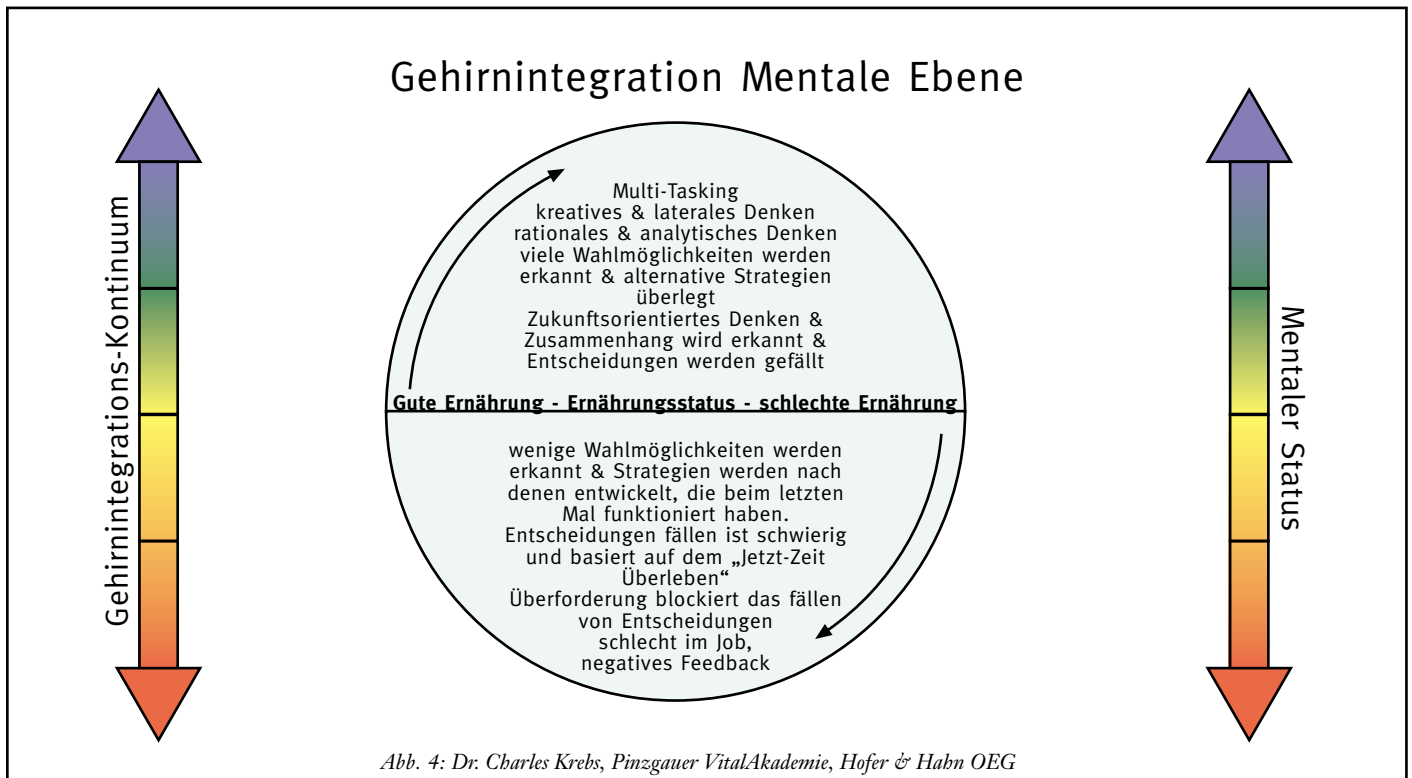 Gehirnintegration Mentale Ebene
Gehirnintegrations-Kontinuum
Multi-Tasking
kreatives & laterales Denken
rationales & analytisches Denken
viele Wahlmöglichkeiten werden
erkannt & alternative Strategien
überlegt
Zukunftsorientiertes Denken &
Zusammenhang wird erkannt &
Entscheidungen werden gefällt
Gute Ernährung - Ernährungsstatus - schlechte Ernährung
wenige Wahlmöglichkeiten werden
erkannt & Strategien werden nach
denen entwickelt, die beim letzten
Mal funktioniert haben.
Entscheidungen fällen ist schwierig
und basiert auf dem „Jetzt-Zeit
Überleben“
Überforderung blockiert das fällen
von Entscheidungen
schlecht im Job,
negatives Feedback
Mentaler Status
Abb. 4: Dr. Charles Krebs, Pinzgauer VitalAkademie, Hofer & Hahn OEG